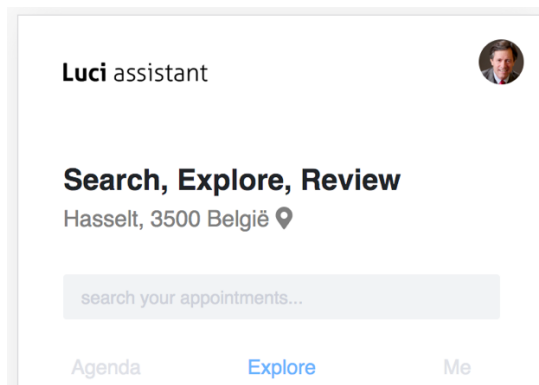 Luci assistant
Search, Explore, Review
Hasselt, 3500 België
search your appointments...
Agenda Explore Me